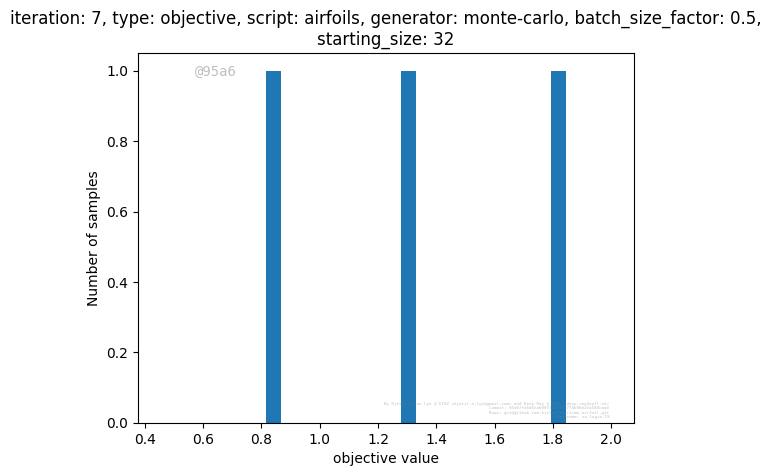 iteration: 7, type: objective, script: airfoils, generator: monte-carlo, batch_size_factor: 0.5,
starting_size: 32
@95a6
1.0
0.8
0.6
0.4
0.2
0.0
Number of samples
0.4 0.6 0.8 1.0 1.2 1.4 1.6 1.8 2.0
objective value